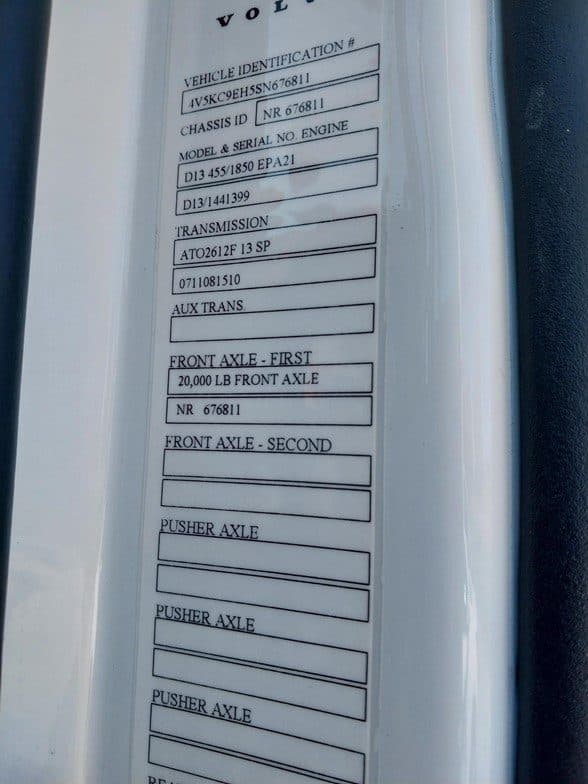 VEHICLE IDENTIFICATION #
4V5KC9EH5SN676811
CHASSIS ID NR 676811
MODEL & SERIAL NO. ENGINE
D13 455/1850 EPA21
D13/1441399
TRANSMISSION
ATO2612F 13 SP
0711081510
AUX TRANS.
FRONT AXLE - FIRST
20,000 LB FRONT AXLE
NR 676811
FRONT AXLE - SECOND
PUSHER AXLE
PUSHER AXLE
PUSHER AXLE